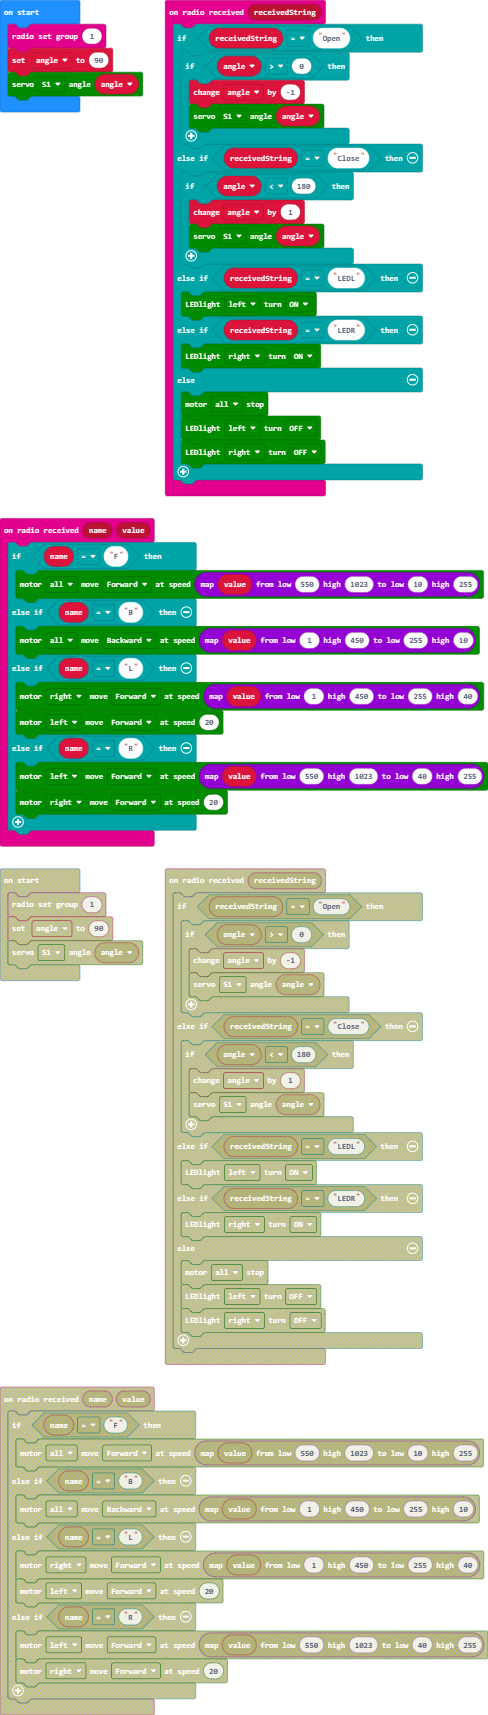 on start
radio set group 1
set angle to 90
servo S1 angle angle
on radio received receivedString
if receivedString = "Open" then
if angle > 0 then
change angle by -1
servo S1 angle angle
else if receivedString = "Close" then
if angle < 180 then
change angle by 1
servo S1 angle angle
else if receivedString = "LEDL" then
LEDlight left turn ON
else if receivedString = "LEDR" then
LEDlight right turn ON
else
motor all stop
LEDlight left turn OFF
LEDlight right turn OFF
on radio received name value
if name = "F" then
motor all move Forward at speed map value from low 550 high 1023 to low 10 high 255
else if name = "B" then
motor all move Backward at speed map value from low 1 high 450 to low 255 high 10
else if name = "L" then
motor right move Forward at speed map value from low 1 high 450 to low 255 high 40
motor left move Forward at speed 20
else if name = "R" then
motor left move Forward at speed map value from low 550 high 1023 to low 40 high 255
motor right move Forward at speed 20
on start
radio set group 1
set angle to 90
servo S1 angle angle
on radio received receivedString
if receivedString = "Open" then
if angle > 0 then
change angle by -1
servo S1 angle angle
else if receivedString = "Close" then
if angle < 180 then
change angle by 1
servo S1 angle angle
else if receivedString = "LEDL" then
LEDlight left turn ON
else if receivedString = "LEDR" then
LEDlight right turn ON
else
motor all stop
LEDlight left turn OFF
LEDlight right turn OFF
on radio received name value
if name = "F" then
motor all move Forward at speed map value from low 550 high 1023 to low 10 high 255
else if name = "B" then
motor all move Backward at speed map value from low 1 high 450 to low 255 high 10
else if name = "L" then
motor right move Forward at speed map value from low 1 high 450 to low 255 high 40
motor left move Forward at speed 20
else if name = "R" then
motor left move Forward at speed map value from low 550 high 1023 to low 40 high 255
motor right move Forward at speed 20